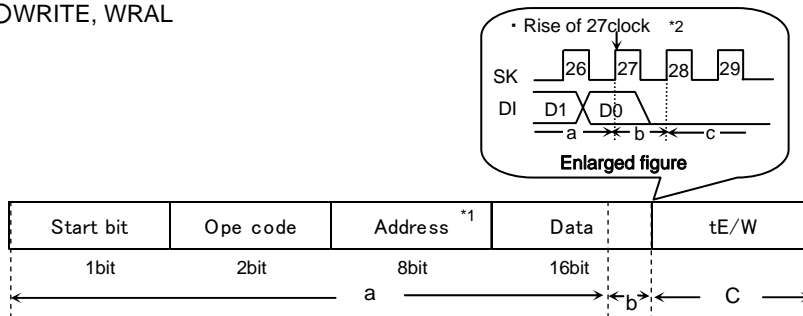 ○WRITE, WRAL
・Rise of 27clock *2
SK 26 27 28 29
DI D1 D0
a b c
Enlarged figure
Start bit Ope code Address *1 Data tE/W
1bit 2bit 8bit 16bit
a b C